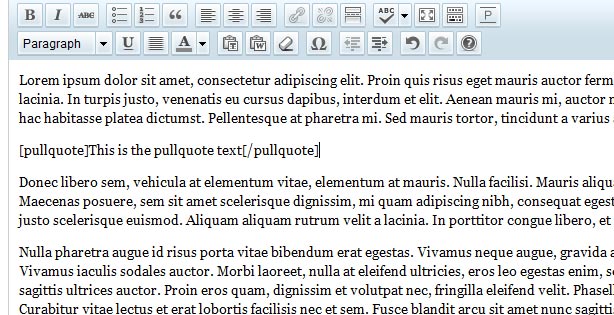 B I ABC ABC
Paragraph U A T W Ω ?
Lorem ipsum dolor sit amet, consectetur adipiscing elit. Proin quis risus eget mauris auctor ferm
lacinia. In turpis justo, venenatis eu cursus dapibus, interdum et elit. Aenean mauris mi, auctor
hac habitasse platea dictumst. Pellentesque at pharetra mi. Sed mauris tortor, tincidunt a varius
[pullquote]This is the pullquote text[/pullquote]
Donec libero sem, vehicula at elementum vitae, elementum at mauris. Nulla facilisi. Mauris aliqu
Maecenas posuere, sem sit amet scelerisque dignissim, mi quam adipiscing nibh, consequat eges
justo scelerisque euismod. Aliquam aliquam rutrum velit a lacinia. In porttitor congue libero, et
Nulla pharetra augue id risus porta vitae bibendum erat egestas. Vivamus neque augue, gravida
Vivamus iaculis sodales auctor. Morbi laoreet, nulla at eleifend ultricies, eros leo egestas enim,
sagittis ultrices auctor. Proin eros quam, dignissim et volutpat nec, fringilla eleifend velit. Phasel
Curabitur vitae lectus et erat lobortis facilisis nec et sem. Fusce blandit arcu sit amet nunc sagitti